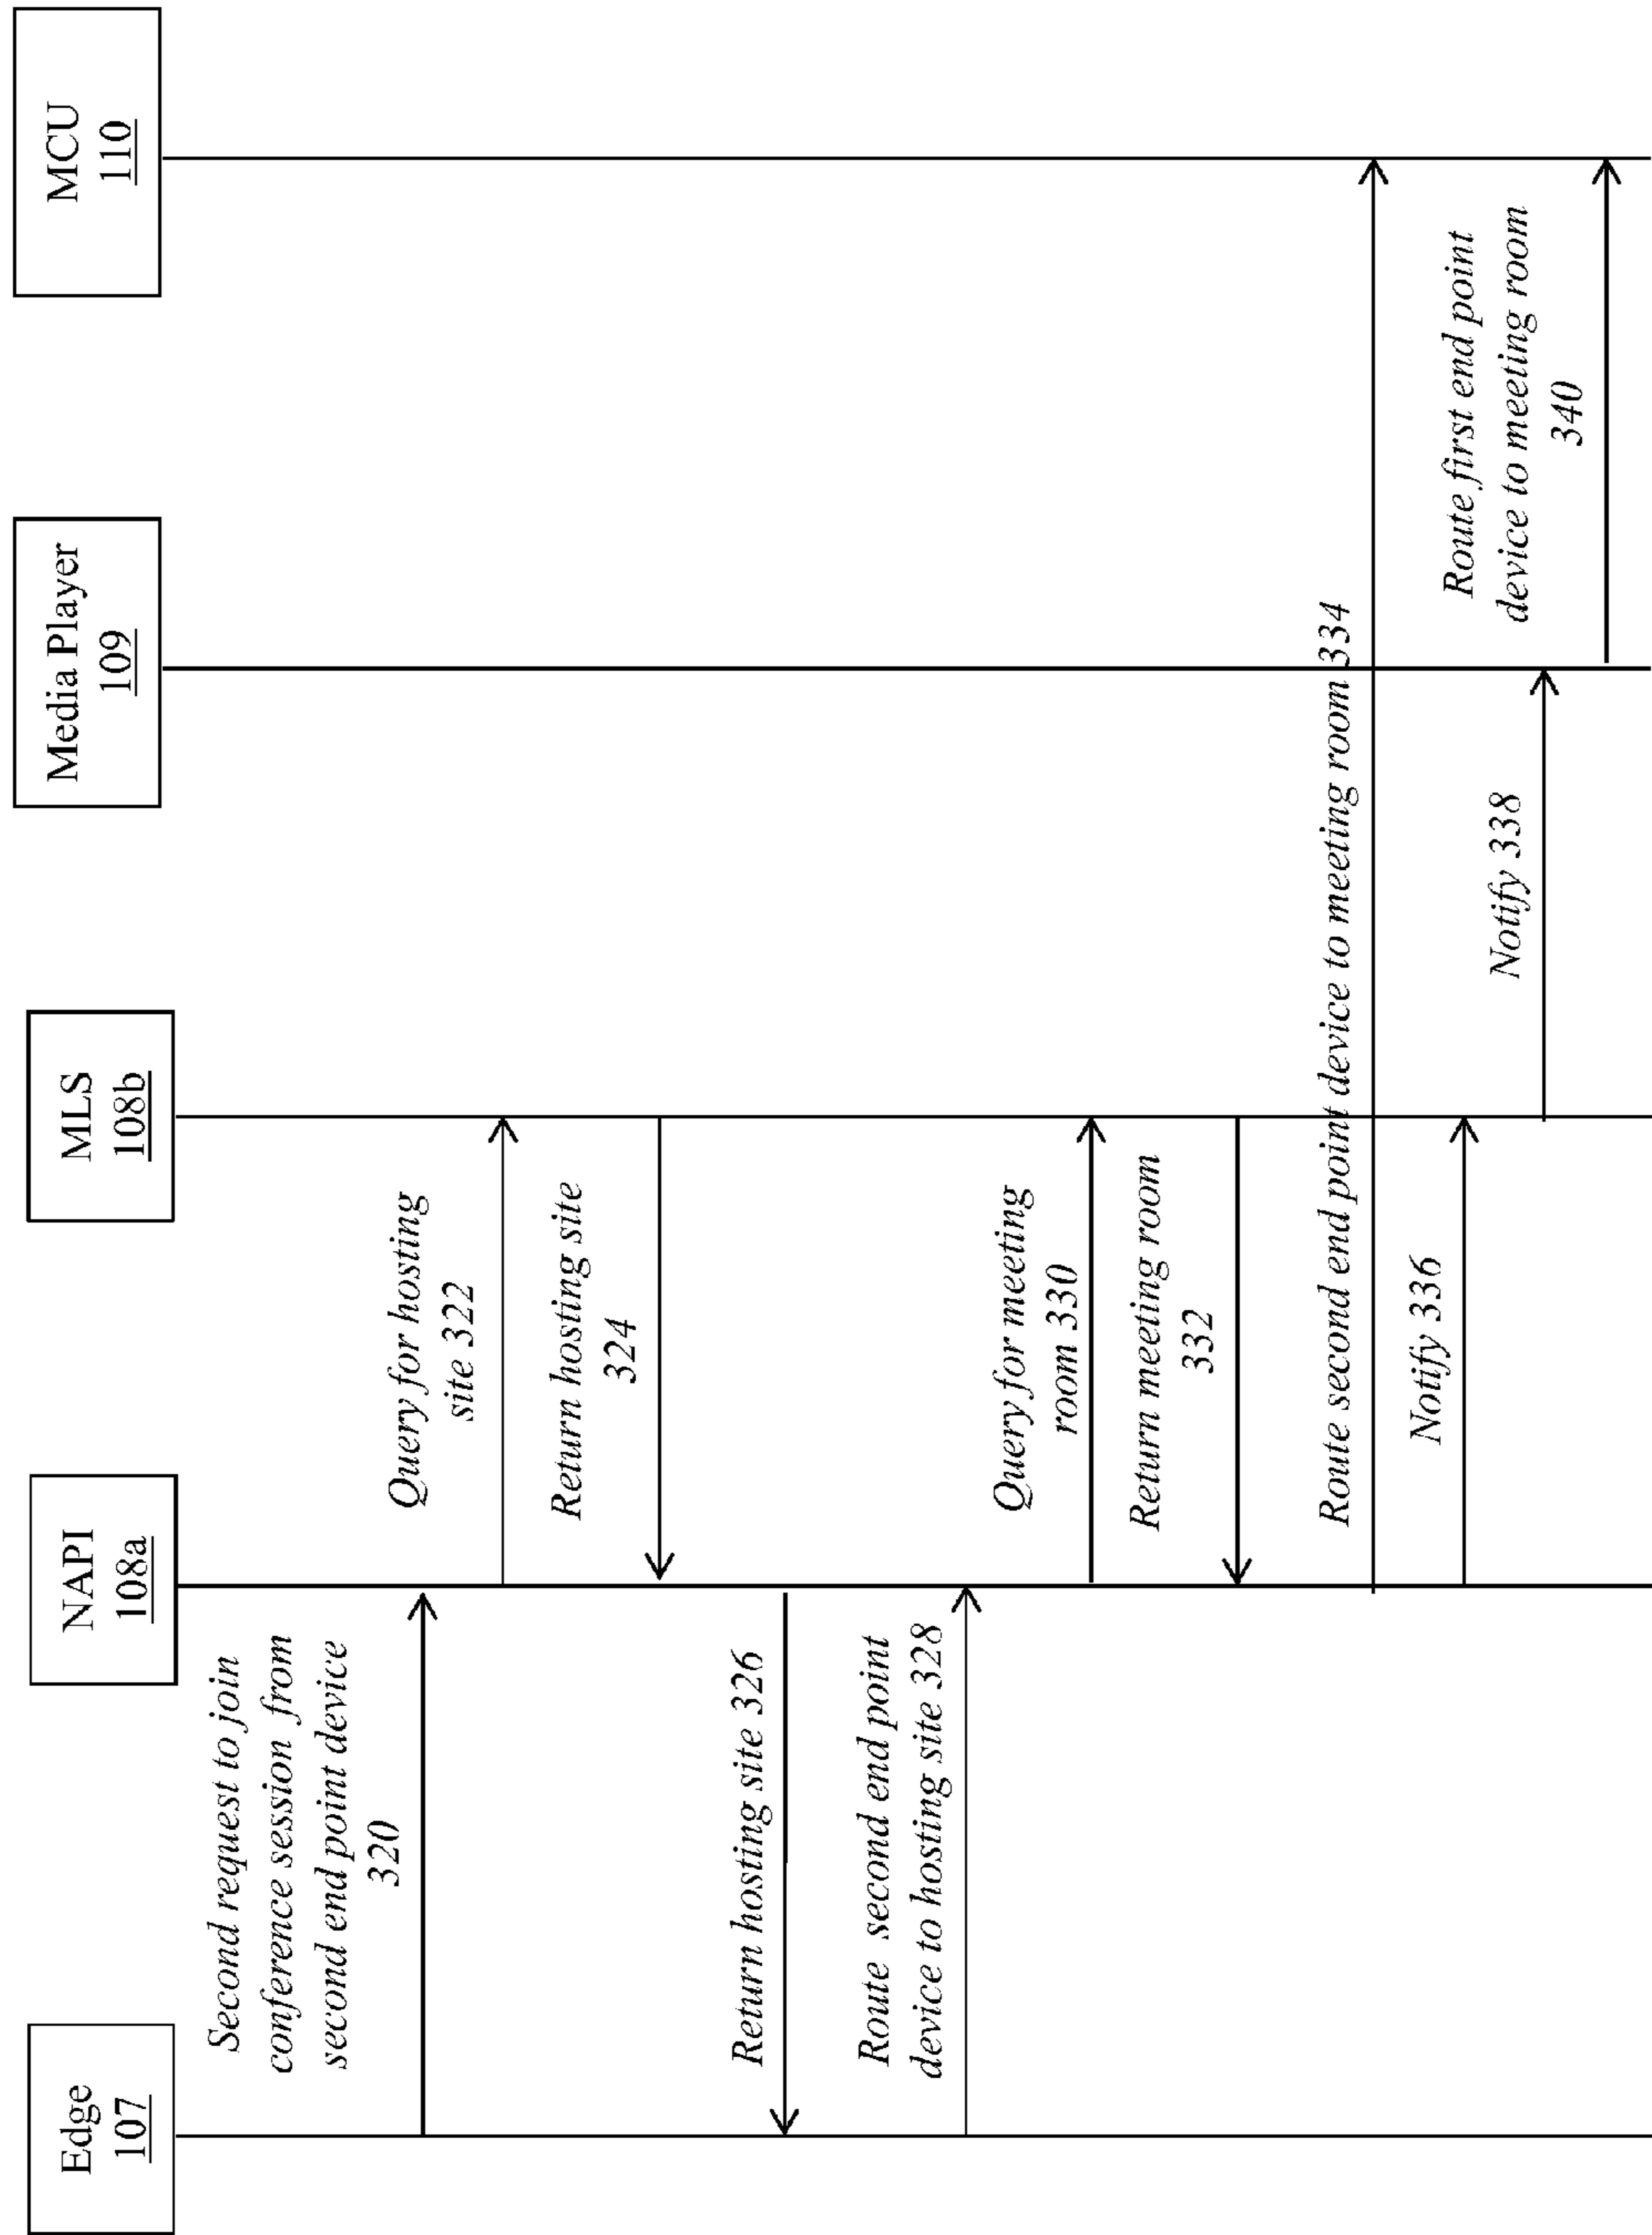 Edge
107
NAPI
108a
MLS
108b
Media Player
109
MCU
110
Second request to join
conference session from
second end point device
320
Query for hosting
site 322
Return hosting site
324
Return hosting site 326
Route second end point
device to hosting site 328
Query for meeting
room 330
Return meeting room
332
Route second end point device to meeting room 334
Notify 336
Notify 338
Route first end point
device to meeting room
340